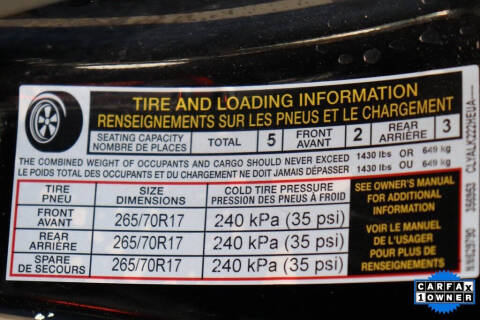 TIRE AND LOADING INFORMATION
RENSEIGNEMENTS SUR LES PNEUS ET LE CHARGEMENT
SEATING CAPACITY
NOMBRE DE PLACES
TOTAL 5
FRONT
AVANT 2
REAR
ARRIÈRE 3
THE COMBINED WEIGHT OF OCCUPANTS AND CARGO SHOULD NEVER EXCEED 1430 lbs OR 649 kg
LE POIDS TOTAL DES OCCUPANTS ET DU CHARGEMENT NE DOIT JAMAIS DÉPASSER 1430 lbs OU 649 kg
TIRE
PNEU
SIZE
DIMENSIONS
COLD TIRE PRESSURE
PRESSION DES PNEUS À FROID
FRONT
AVANT
265/70R17
240 kPa (35 psi)
REAR
ARRIÈRE
265/70R17
240 kPa (35 psi)
SPARE
DE SECOURS
265/70R17
240 kPa (35 psi)
SEE OWNER'S MANUAL
FOR ADDITIONAL
INFORMATION
VOIR LE MANUEL
DE L'USAGER
POUR PLUS DE
RENSEIGNEMENTS
CARFAX
1 OWNER